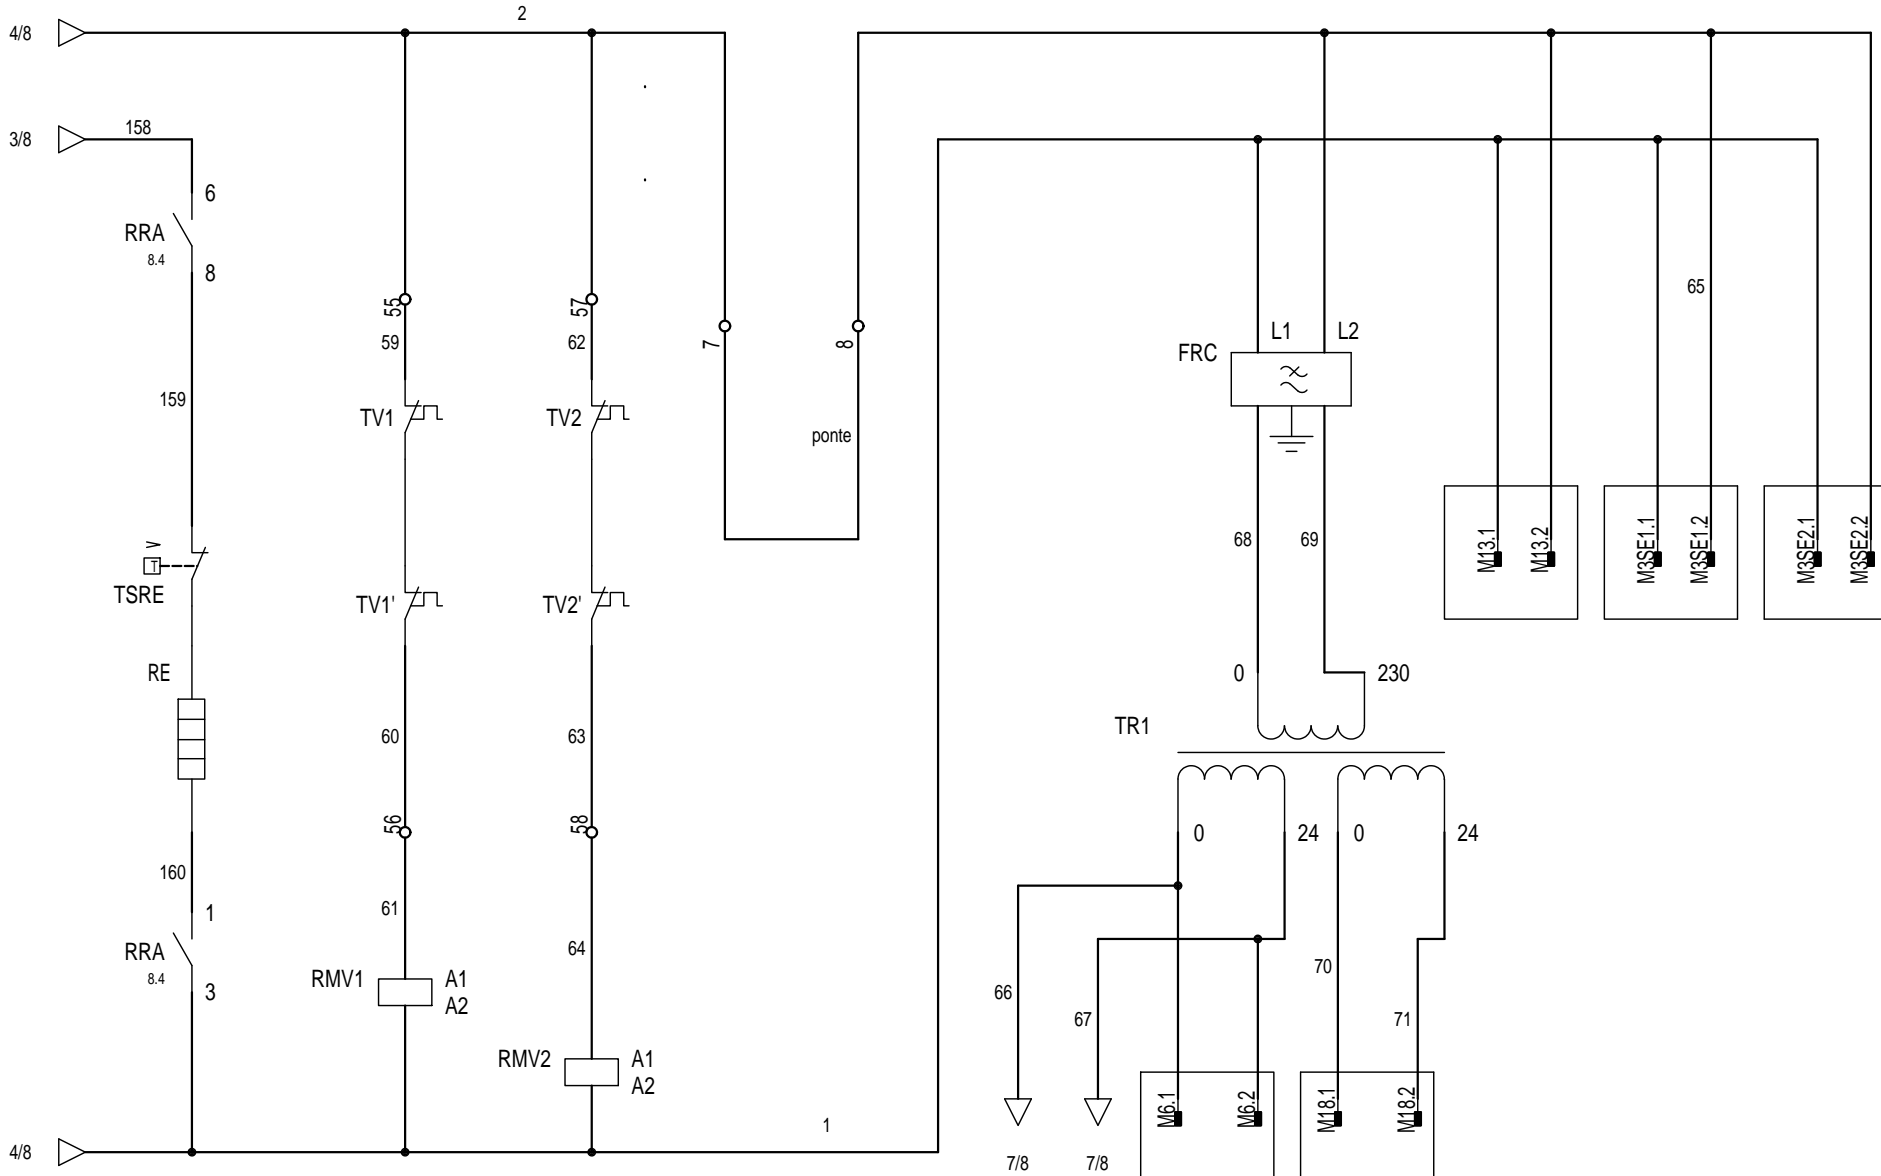 2
4/8
3/8
158
6
RRA
8.4
8
55
57
59
62
7
8
65
L1
L2
FRC
159
TV1
TV2
ponte
V
T
TSRE
TV1'
TV2'
68
69
M13.1
M13.2
M3SE1.1
M3SE1.2
M3SE2.1
M3SE2.2
RE
0
230
TR1
60
63
56
58
0
24
0
24
160
1
61
RRA
8.4
3
64
RMV1
A1
A2
66
67
70
71
RMV2
A1
A2
M6.1
M6.2
M18.1
M18.2
1
4/8
7/8
7/8